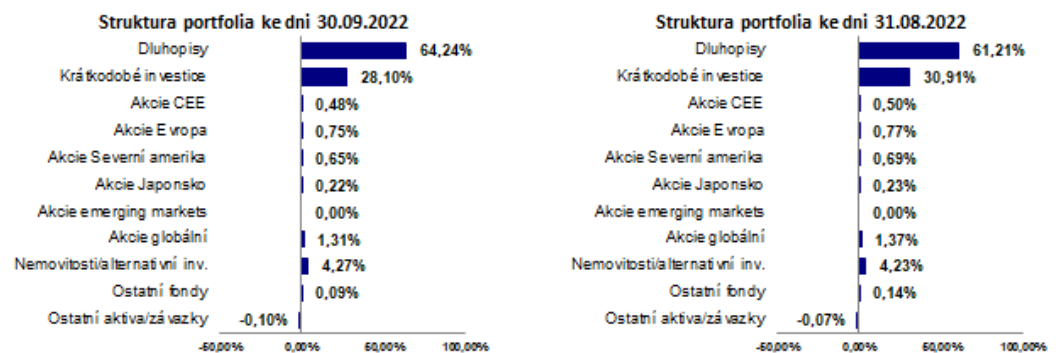 Struktura portfolia ke dni 30.09.2022
Dluhopisy 64,24%
Krátkodobé investice 28,10%
Akcie CEE 0,48%
Akcie Evropa 0,75%
Akcie Severní amerika 0,65%
Akcie Japonsko 0,22%
Akcie emerging markets 0,00%
Akcie globální 1,31%
Nemovitosti/alternativní inv. 4,27%
Ostatní fondy 0,09%
Ostatní aktiva/závazky -0,10%
-50,00% 0,00% 50,00% 100,00%
Struktura portfolia ke dni 31.08.2022
Dluhopisy 61,21%
Krátkodobé investice 30,91%
Akcie CEE 0,50%
Akcie Evropa 0,77%
Akcie Severní amerika 0,69%
Akcie Japonsko 0,23%
Akcie emerging markets 0,00%
Akcie globální 1,37%
Nemovitosti/alternativní inv. 4,23%
Ostatní fondy 0,14%
Ostatní aktiva/závazky -0,07%
-50,00% 0,00% 50,00% 100,00%